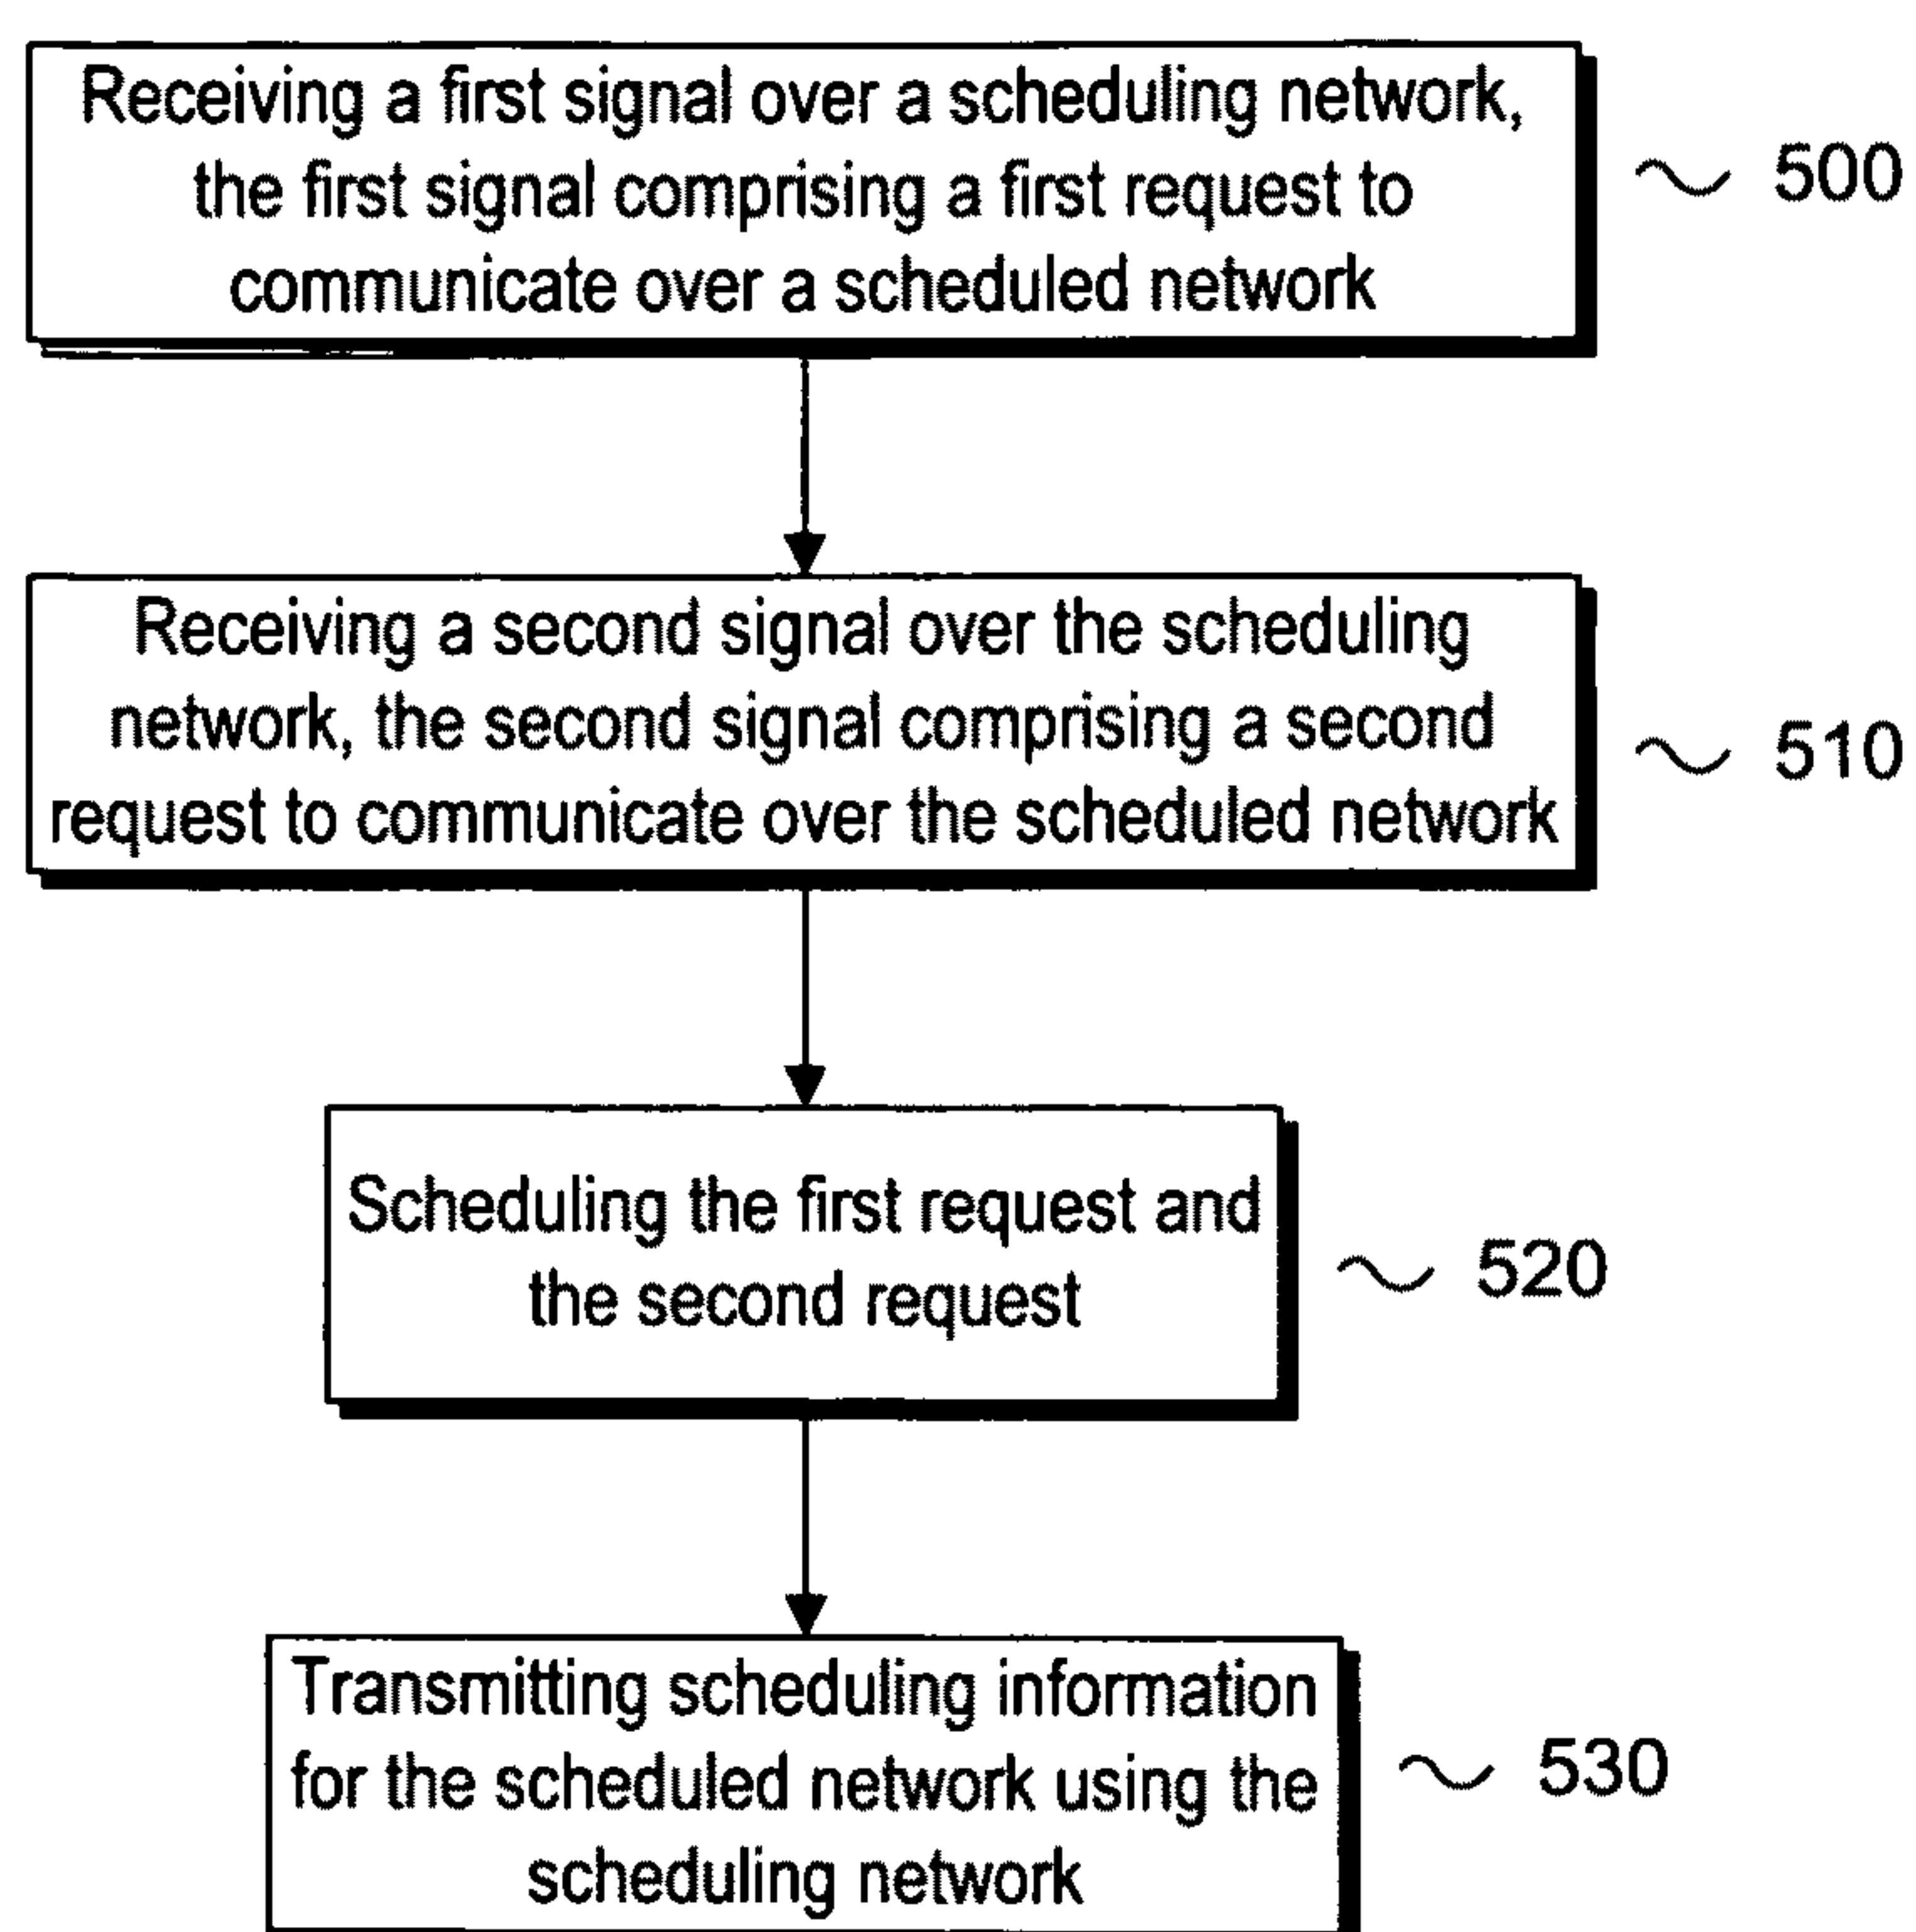 Receiving a first signal over a scheduling network,
the first signal comprising a first request to
communicate over a scheduled network
500
Receiving a second signal over the scheduling
network, the second signal comprising a second
request to communicate over the scheduled network
510
Scheduling the first request and
the second request
520
Transmitting scheduling information
for the scheduled network using the
scheduling network
530